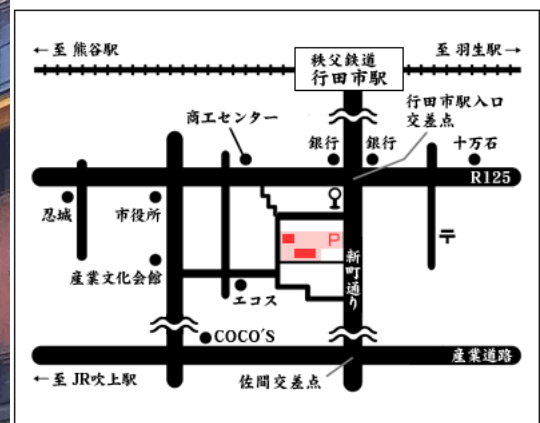 ←至 熊谷駅
秩父鉄道
行田市駅
至 羽生駅→
行田市駅入口
交差点
商工センター
銀行
銀行
十万石
R125
忍城
市役所
P
〒
新町通り
産業文化会館
エコス
COCO'S
産業道路
←至 JR吹上駅
佐間交差点